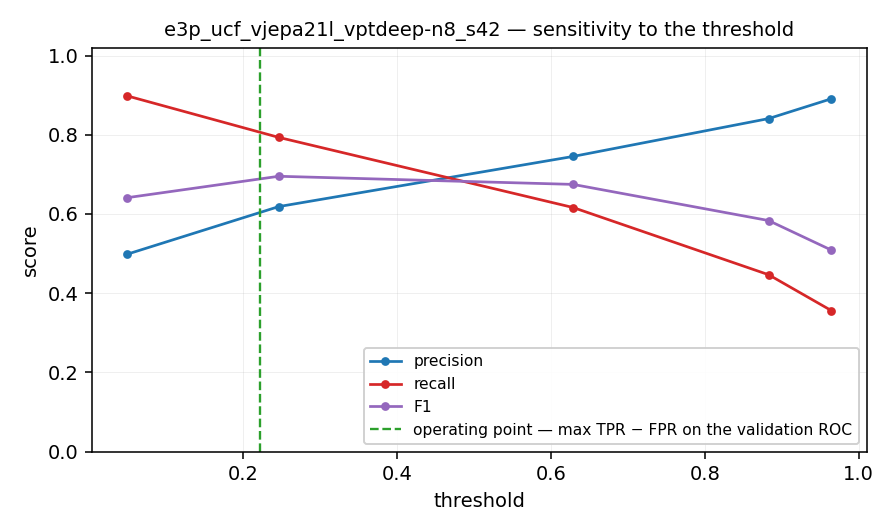 e3p_ucf_vjepa21l_vptdeep-n8_s42 — sensitivity to the threshold
1.0
0.8
0.6
0.4
0.2
0.0
score
precision
recall
F1
operating point — max TPR − FPR on the validation ROC
0.2 0.4 0.6 0.8 1.0
threshold